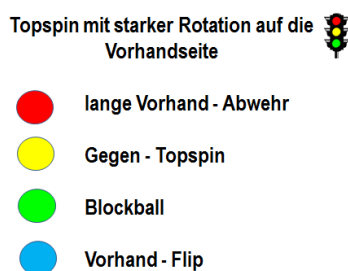 Topspin mit starker Rotation auf die
Vorhandseite
lange Vorhand - Abwehr
Gegen - Topspin
Blockball
Vorhand - Flip